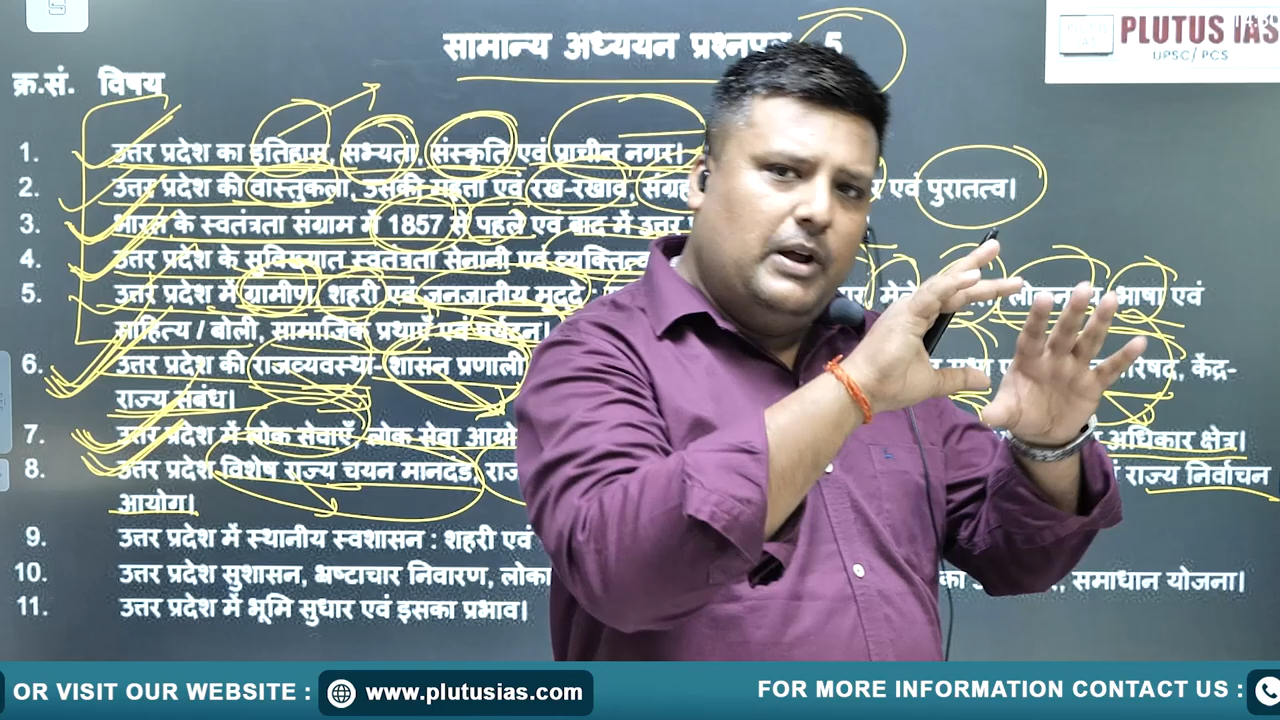 सामान्य अध्ययन प्रश्नपत्र 5
PLUTUS IAS
UPSC/ PCS
क्र.सं. विषय
1. उत्तर प्रदेश का इतिहास, सभ्यता, संस्कृति एवं प्राचीन नगर।
2. उत्तर प्रदेश की वास्तुकला, उसकी महत्ता एवं रख-रखाव, एवं पुरातत्व।
3. भारत के स्वतंत्रता संग्राम में 1857 से पहले एवं बाद में उत्तर
4. उत्तर प्रदेश के सुविख्यात स्वतंत्रता सेनानी एवं व्यक्तित्व
5. उत्तर प्रदेश में ग्रामीण, शहरी एवं जनजातीय मुद्दे : भाषा एवं
साहित्य / बोली, सामाजिक प्रथाएँ एवं पर्यटन।
6. उत्तर प्रदेश की राजव्यवस्था- शासन प्रणाली केंद्र-
राज्य संबंध।
7. उत्तर प्रदेश में लोक सेवाएँ, लोक सेवा अधिकार क्षेत्र।
8. उत्तर प्रदेश विशेष राज्य चयन मानदंड, राज्य निर्वाचन
आयोग।
9. उत्तर प्रदेश में स्थानीय स्वशासन : शहरी एवं
10. उत्तर प्रदेश सुशासन, भ्रष्टाचार निवारण, समाधान योजना।
11. उत्तर प्रदेश में भूमि सुधार एवं इसका प्रभाव।
OR VISIT OUR WEBSITE : www.plutusias.com FOR MORE INFORMATION CONTACT US :